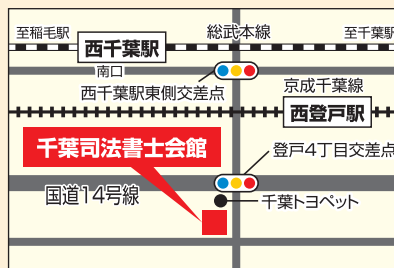 至稲毛駅
総武本線
至千葉駅
西千葉駅
南口
西千葉駅東側交差点
京成千葉線
西登戸駅
千葉司法書士会館
登戸4丁目交差点
国道14号線
千葉トヨペット